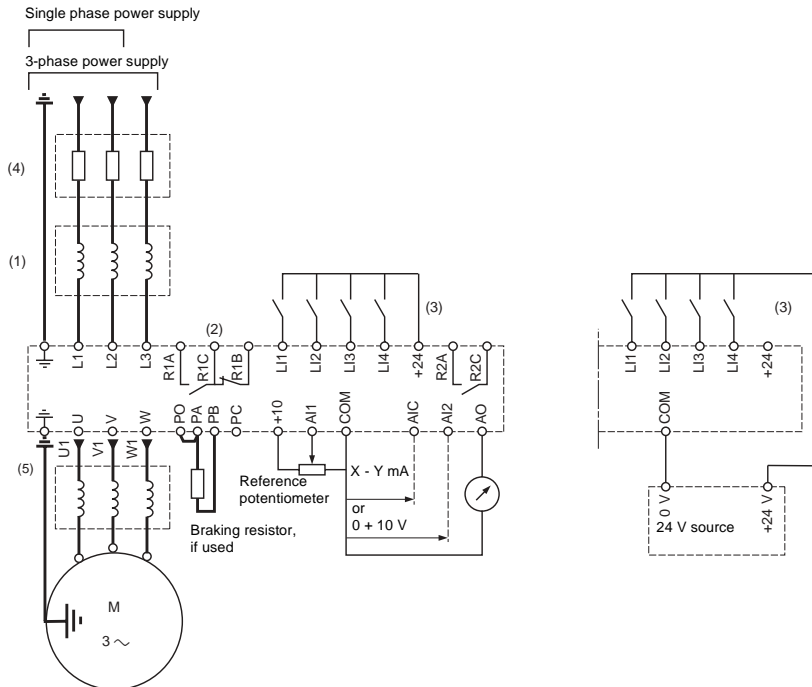 Single phase power supply
3-phase power supply
(4)
(1)
(2)
(3)
(3)
L1
L2
L3
R1A
R1C
R1B
LI1
LI2
LI3
LI4
+24
R2A
R2C
LI1
LI2
LI3
LI4
+24
U
V
W
PO
PA
PB
PC
+10
AI1
COM
AIC
AI2
AO
COM
(5)
U1
V1
W1
Reference
potentiometer
X - Y mA
or
0 + 10 V
Braking resistor,
if used
0 V
24 V source
+24 V
M
3 ~